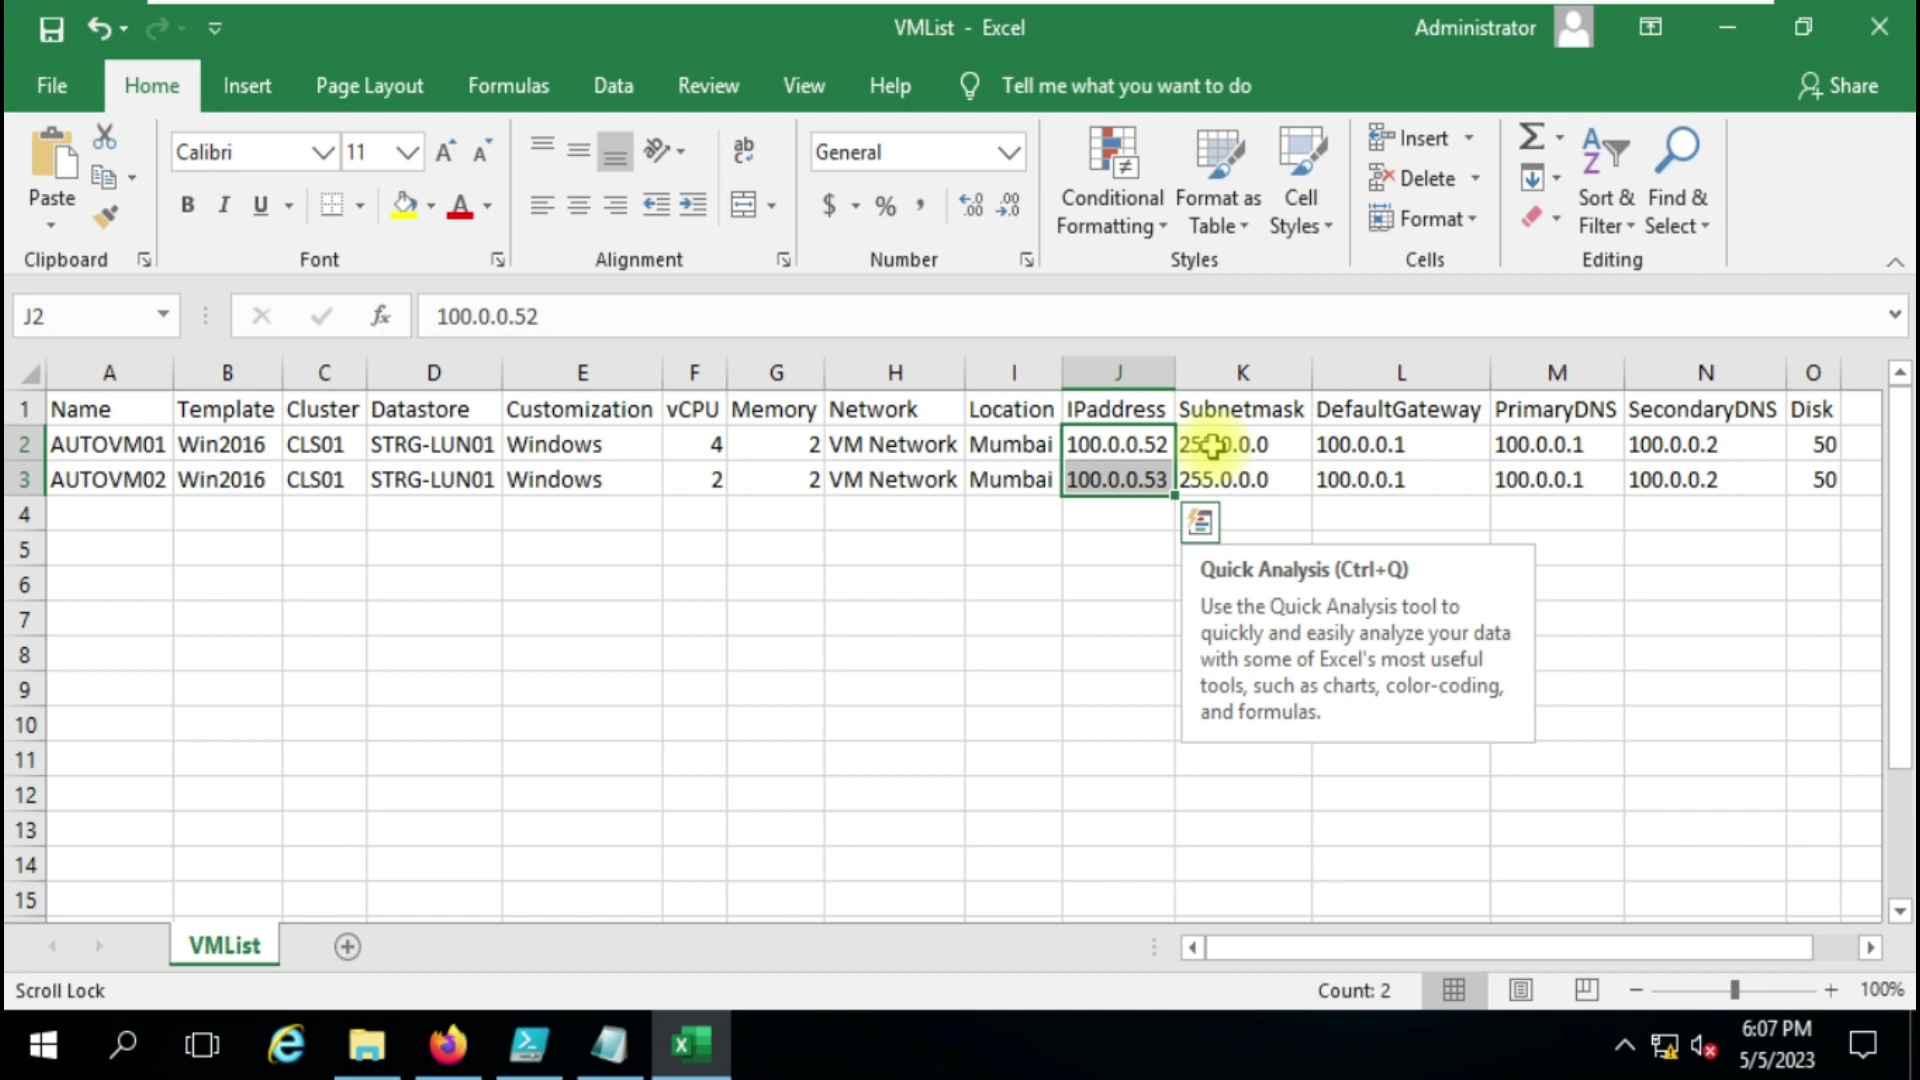 VMList - Excel
Administrator
File Home Insert Page Layout Formulas Data Review View Help Tell me what you want to do Share
Paste
Clipboard
Calibri 11
B I U
Font
ab
Alignment
General
$ % ,
Number
Conditional Formatting
Format as Table
Cell Styles
Styles
Insert
Delete
Format
Cells
Sort & Filter
Find & Select
Editing
J2 fx 100.0.0.52
A B C D E F G H I J K L M N O
1 Name Template Cluster Datastore Customization vCPU Memory Network Location IPaddress Subnetmask DefaultGateway PrimaryDNS SecondaryDNS Disk
2 AUTOVM01 Win2016 CLS01 STRG-LUN01 Windows 4 2 VM Network Mumbai 100.0.0.52 255.0.0.0 100.0.0.1 100.0.0.1 100.0.0.2 50
3 AUTOVM02 Win2016 CLS01 STRG-LUN01 Windows 2 2 VM Network Mumbai 100.0.0.53 255.0.0.0 100.0.0.1 100.0.0.1 100.0.0.2 50
4
5
6
7
8
9
10
11
12
13
14
15
Quick Analysis (Ctrl+Q)
Use the Quick Analysis tool to
quickly and easily analyze your data
with some of Excel's most useful
tools, such as charts, color-coding,
and formulas.
VMList
Scroll Lock Count: 2 100%
6:07 PM
5/5/2023